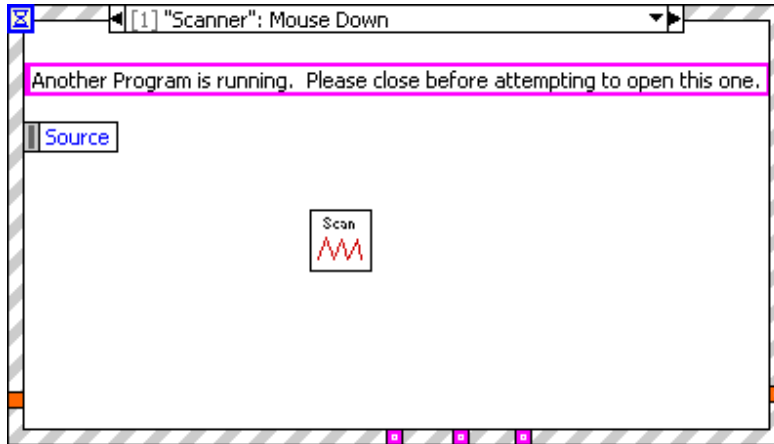 [1] "Scanner": Mouse Down
Another Program is running.  Please close before attempting to open this one.
Source
Scan